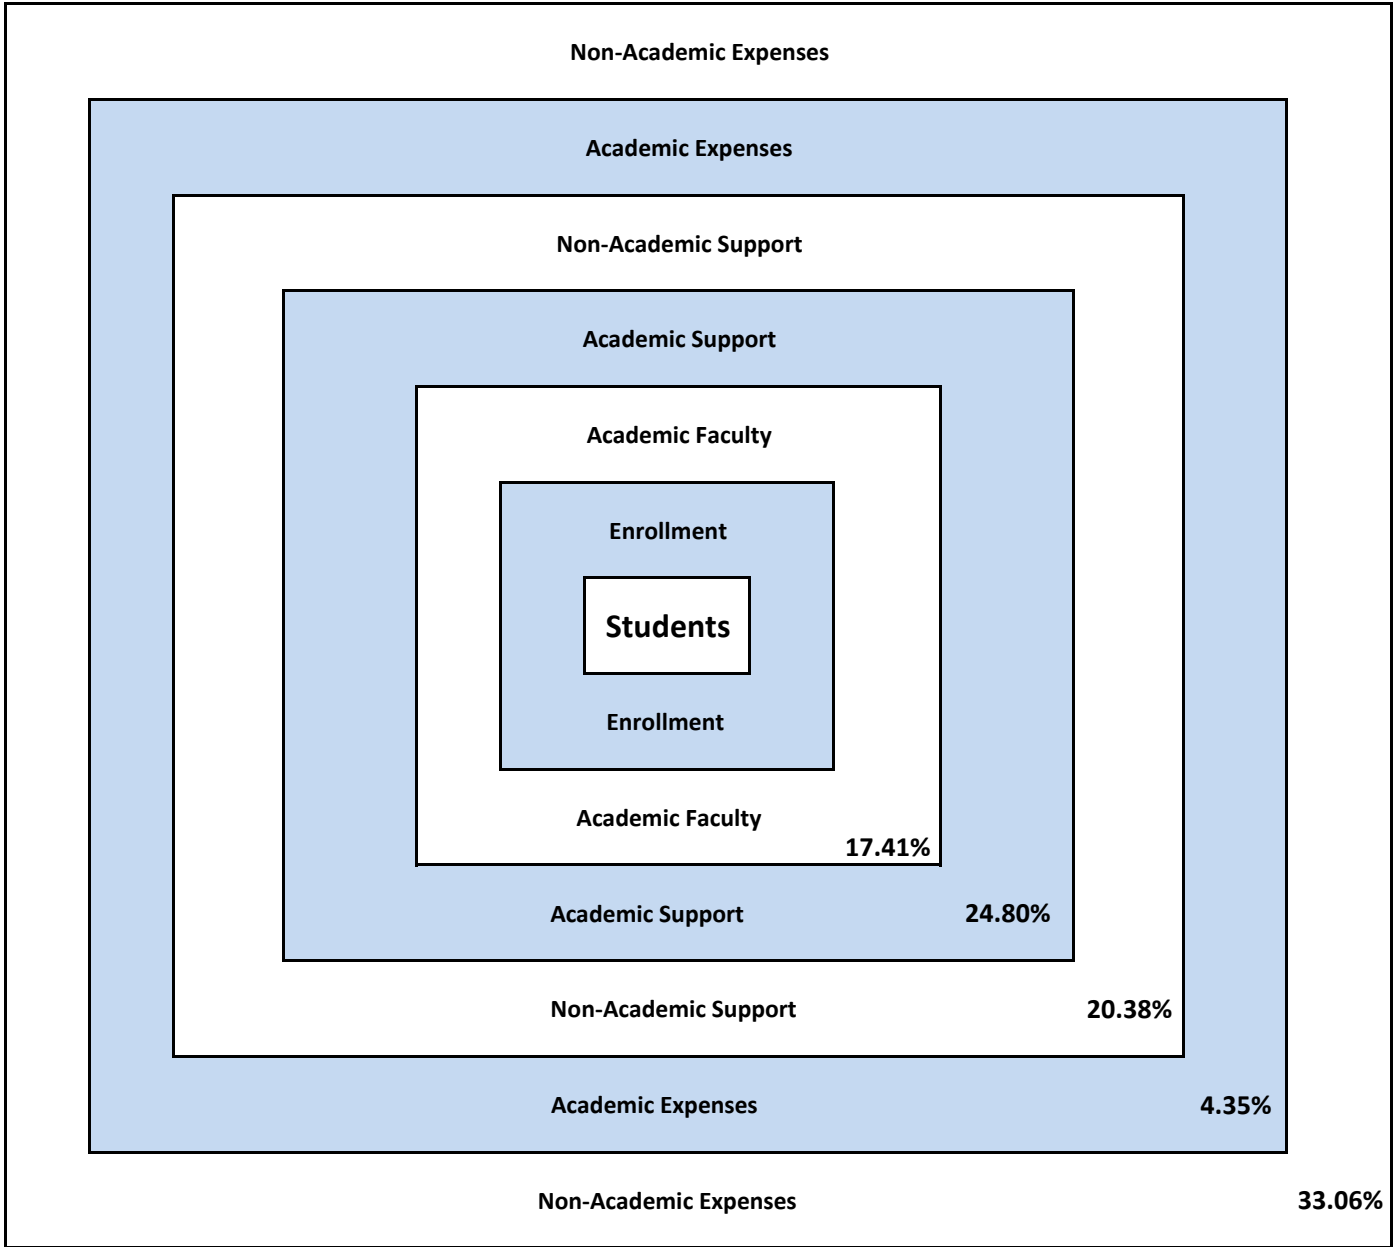 Non-Academic Expenses
Academic Expenses
Non-Academic Support
Academic Support
Academic Faculty
Enrollment
Students
Enrollment
Academic Faculty
17.41%
Academic Support 24.80%
Non-Academic Support 20.38%
Academic Expenses 4.35%
Non-Academic Expenses 33.06%